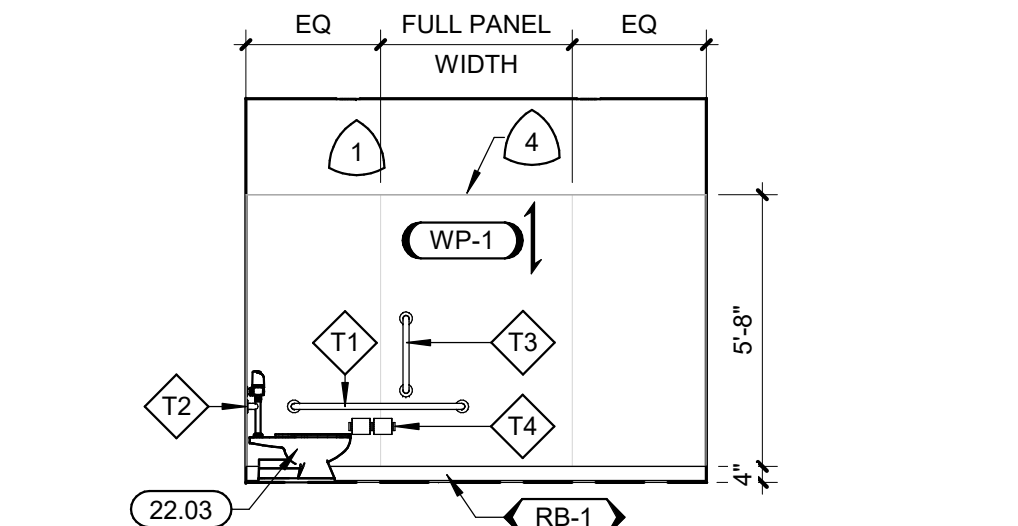 EQ
FULL PANEL
WIDTH
EQ
1
4
WP-1
5'-8"
T1
T3
T2
T4
4"
22.03
RB-1